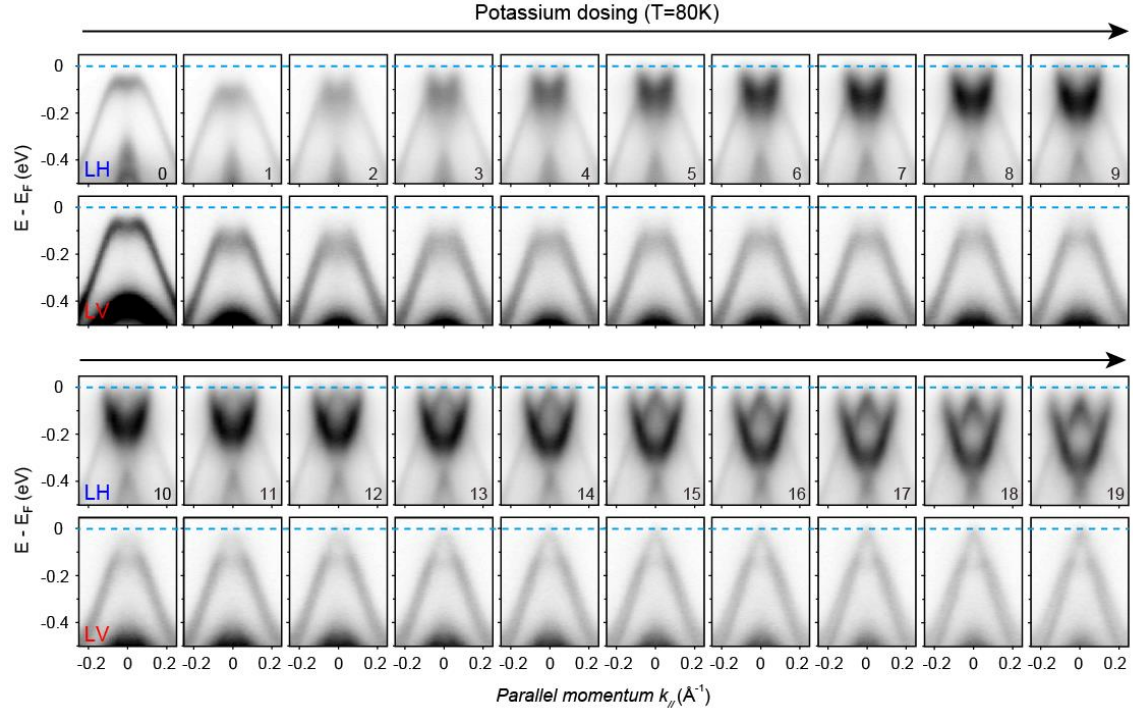 Potassium dosing (T=80K)
E - E_F (eV)
0
-0.2
-0.4
LH
0 1 2 3 4 5 6 7 8 9
0
-0.2
-0.4
LV
E - E_F (eV)
0
-0.2
-0.4
LH
10 11 12 13 14 15 16 17 18 19
0
-0.2
-0.4
LV
-0.2 0 0.2 -0.2 0 0.2 -0.2 0 0.2 -0.2 0 0.2 -0.2 0 0.2 -0.2 0 0.2 -0.2 0 0.2 -0.2 0 0.2 -0.2 0 0.2 -0.2 0 0.2
Parallel momentum k_// (Å⁻¹)